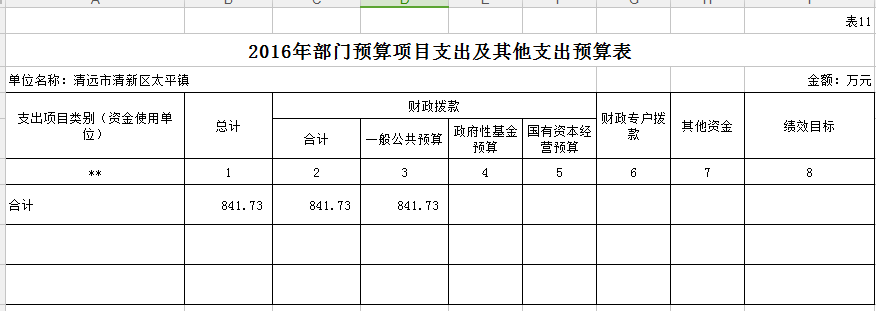 A B C D E F G H I
表11
2016年部门预算项目支出及其他支出预算表
单位名称：清远市清新区太平镇 金额：万元
支出项目类别（资金使用单
位）
总计
财政拨款
合计
一般公共预算
政府性基金
预算
国有资本经
营预算
财政专户拨
款
其他资金
绩效目标
** 1 2 3 4 5 6 7 8
合计 841.73 841.73 841.73